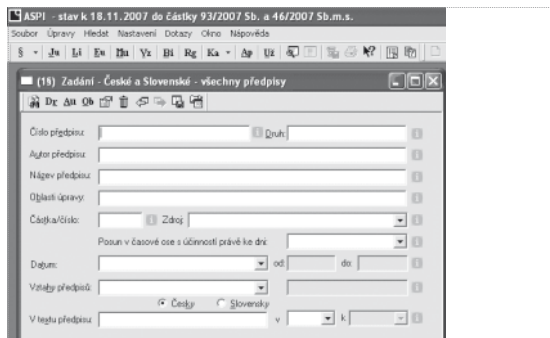 ASPI - stav k 18.11.2007 do částky 93/2007 Sb. a 46/2007 Sb.m.s.
Soubor Úpravy Hledat Nastavení Dotazy Okno Nápověda
§ Ju Li Eu Mu Vz Bi Rg Ka Ap Uz
(1§) Zadání - České a Slovenské - všechny předpisy
Dr Au Ob
Číslo předpisu: Druh:
Autor předpisu:
Název předpisu:
Oblasti úpravy:
Částka/číslo: Zdroj:
Posun v časové ose s účinností právě ke dni:
Datum: od: do:
Vztahy předpisů:
Česky Slovensky
V textu předpisu: v k